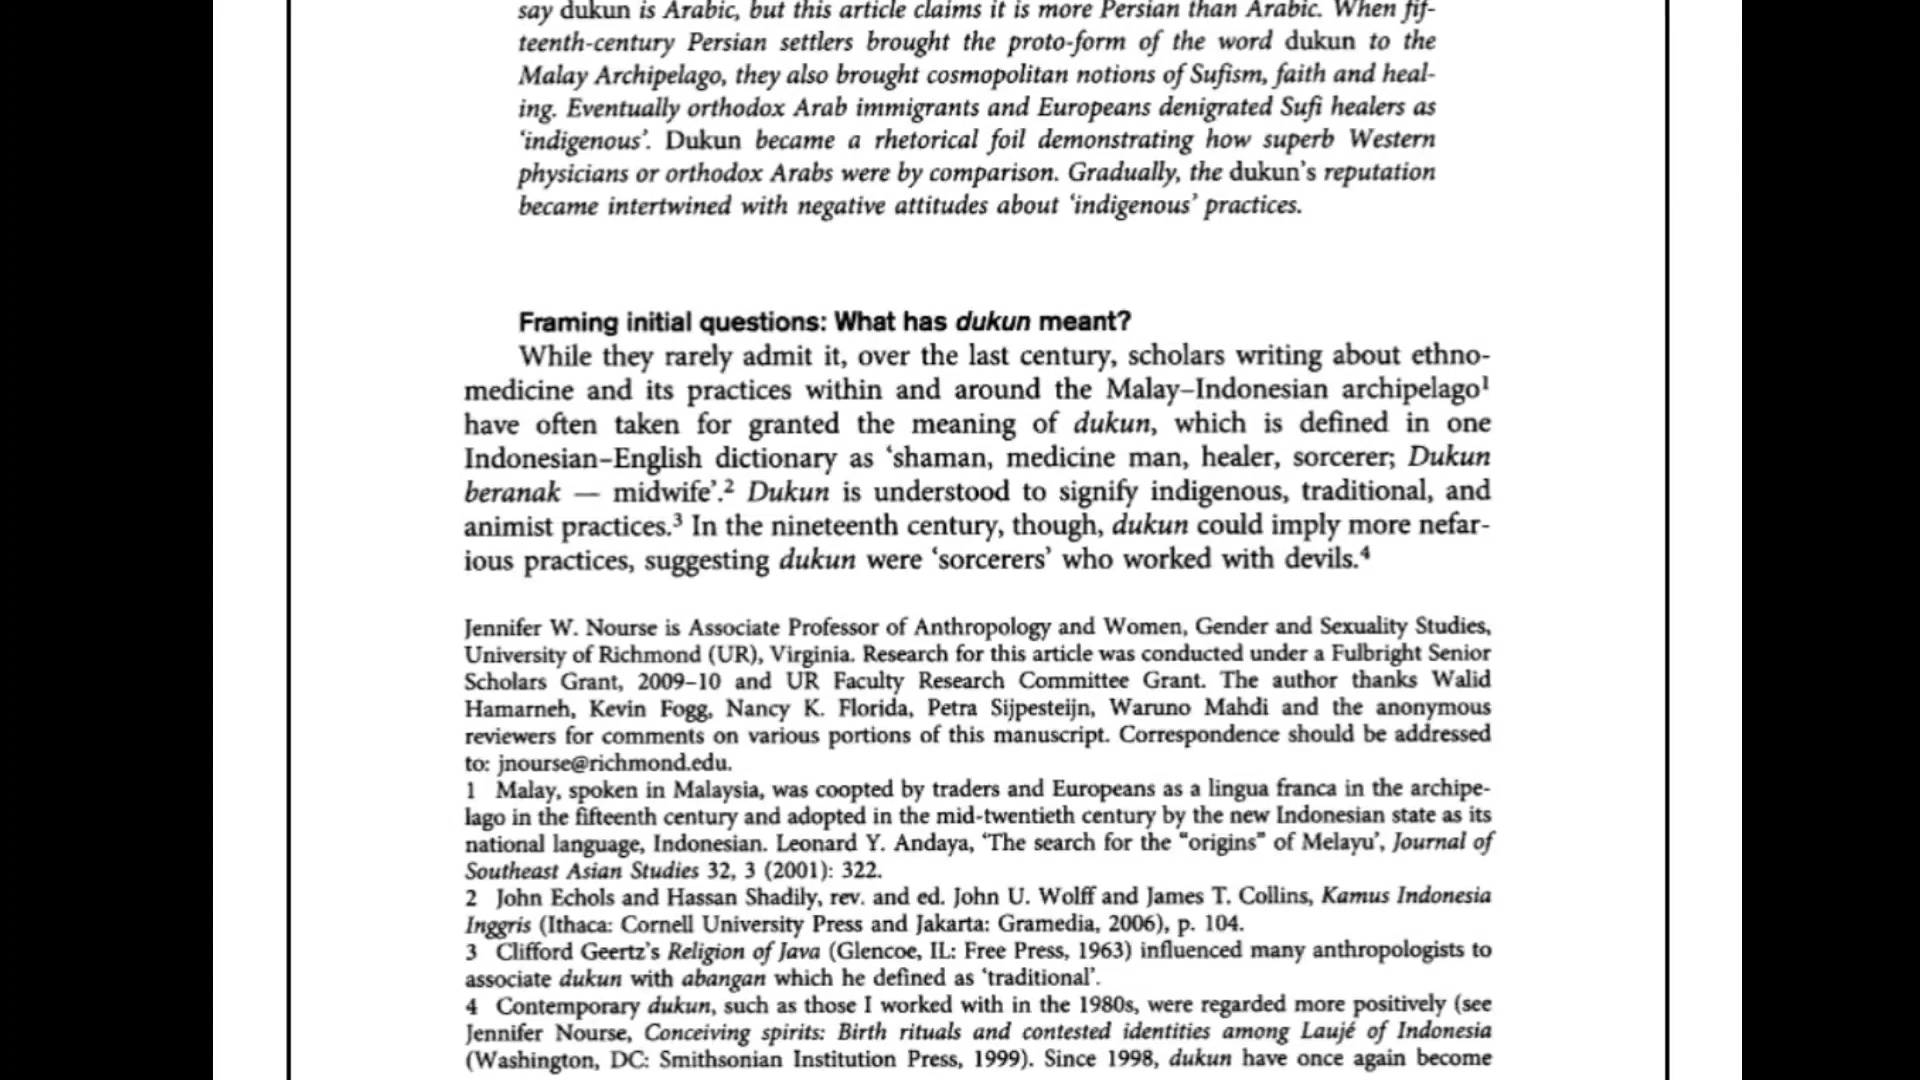 say dukun is Arabic, but this article claims it is more Persian than Arabic. When fif-
teenth-century Persian settlers brought the proto-form of the word dukun to the
Malay Archipelago, they also brought cosmopolitan notions of Sufism, faith and heal-
ing. Eventually orthodox Arab immigrants and Europeans denigrated Sufi healers as
‘indigenous’. Dukun became a rhetorical foil demonstrating how superb Western
physicians or orthodox Arabs were by comparison. Gradually, the dukun’s reputation
became intertwined with negative attitudes about ‘indigenous’ practices.
Framing initial questions: What has dukun meant?
While they rarely admit it, over the last century, scholars writing about ethno-
medicine and its practices within and around the Malay–Indonesian archipelago¹
have often taken for granted the meaning of dukun, which is defined in one
Indonesian–English dictionary as ‘shaman, medicine man, healer, sorcerer; Dukun
beranak — midwife’.² Dukun is understood to signify indigenous, traditional, and
animist practices.³ In the nineteenth century, though, dukun could imply more nefar-
ious practices, suggesting dukun were ‘sorcerers’ who worked with devils.⁴
Jennifer W. Nourse is Associate Professor of Anthropology and Women, Gender and Sexuality Studies,
University of Richmond (UR), Virginia. Research for this article was conducted under a Fulbright Senior
Scholars Grant, 2009–10 and UR Faculty Research Committee Grant. The author thanks Walid
Hamarneh, Kevin Fogg, Nancy K. Florida, Petra Sijpesteijn, Waruno Mahdi and the anonymous
reviewers for comments on various portions of this manuscript. Correspondence should be addressed
to: jnourse@richmond.edu.
1 Malay, spoken in Malaysia, was coopted by traders and Europeans as a lingua franca in the archipe-
lago in the fifteenth century and adopted in the mid-twentieth century by the new Indonesian state as its
national language, Indonesian. Leonard Y. Andaya, ‘The search for the “origins” of Melayu’, Journal of
Southeast Asian Studies 32, 3 (2001): 322.
2 John Echols and Hassan Shadily, rev. and ed. John U. Wolff and James T. Collins, Kamus Indonesia
Inggris (Ithaca: Cornell University Press and Jakarta: Gramedia, 2006), p. 104.
3 Clifford Geertz’s Religion of Java (Glencoe, IL: Free Press, 1963) influenced many anthropologists to
associate dukun with abangan which he defined as ‘traditional’.
4 Contemporary dukun, such as those I worked with in the 1980s, were regarded more positively (see
Jennifer Nourse, Conceiving spirits: Birth rituals and contested identities among Laujé of Indonesia
(Washington, DC: Smithsonian Institution Press, 1999). Since 1998, dukun have once again become